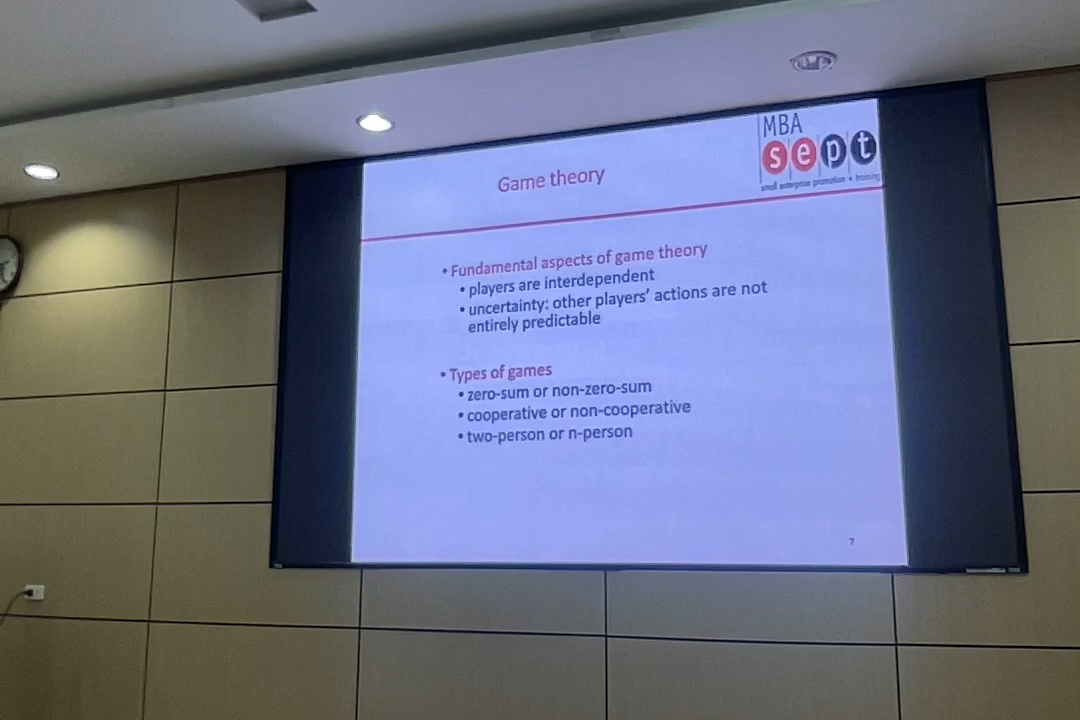 MBA
sept
small enterprise promotion + training
Game theory
• Fundamental aspects of game theory
• players are interdependent
• uncertainty: other players’ actions are not
entirely predictable
• Types of games
• zero-sum or non-zero-sum
• cooperative or non-cooperative
• two-person or n-person
7